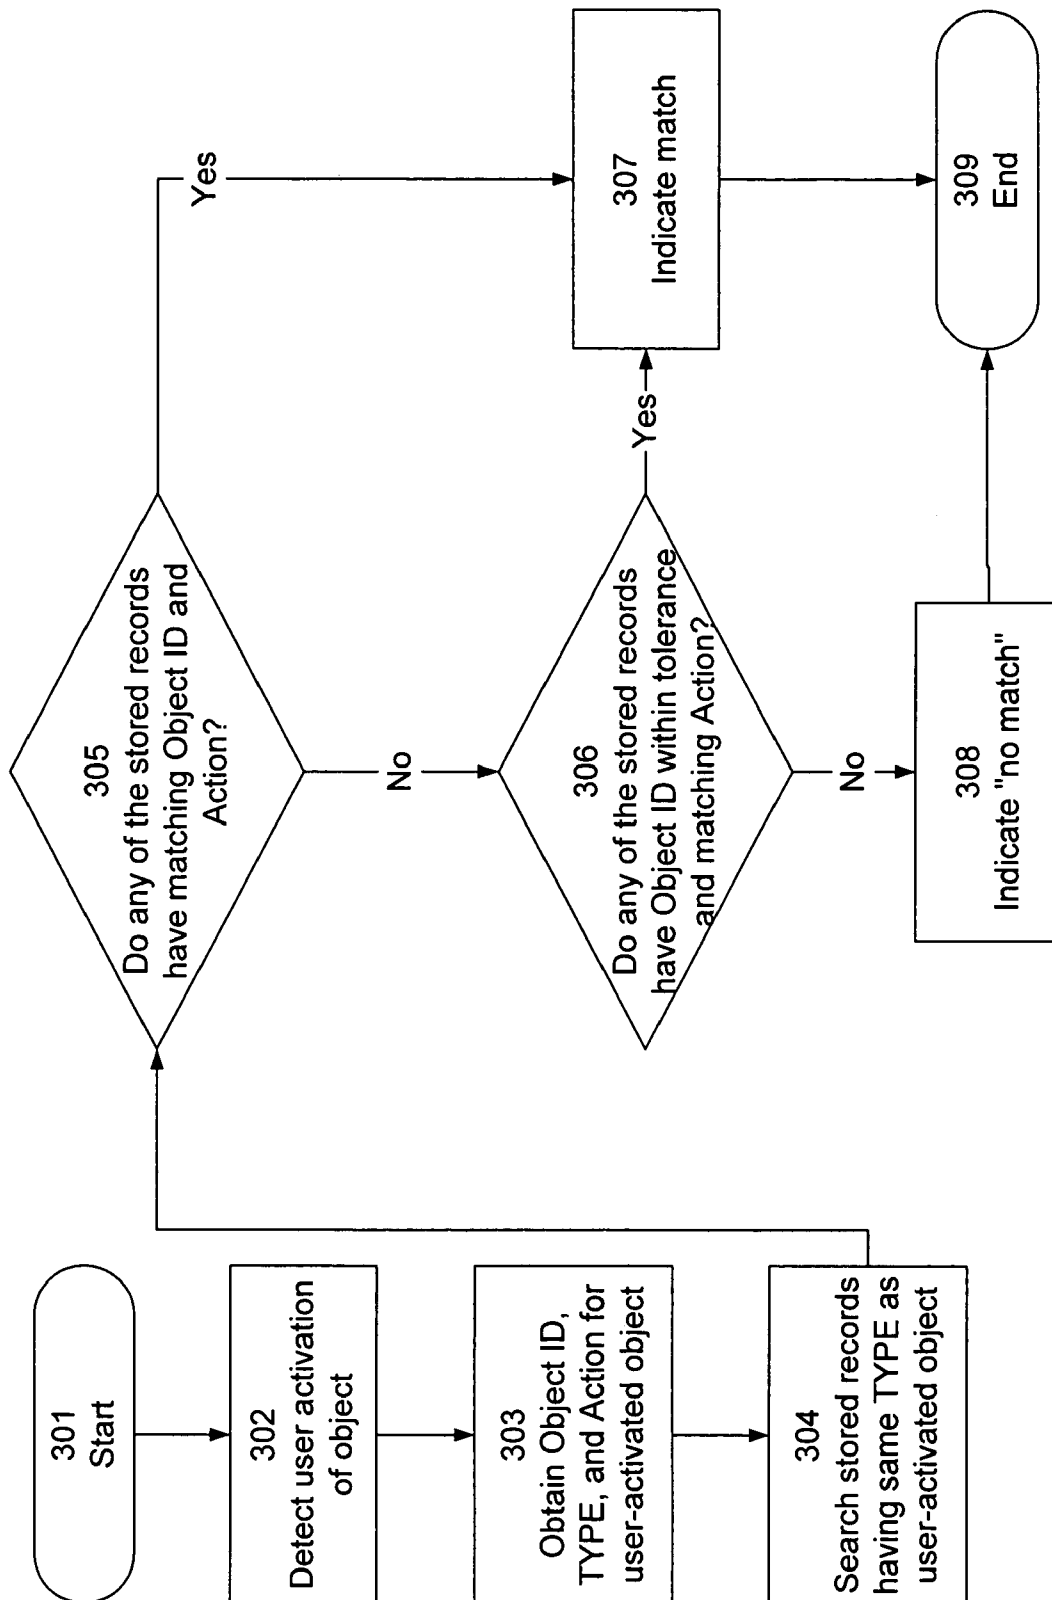 301
Start
302
Detect user activation
of object
303
Obtain Object ID,
TYPE, and Action for
user-activated object
304
Search stored records
having same TYPE as
user-activated object
305
Do any of the stored records
have matching Object ID and
Action?
Yes
No
306
Do any of the stored records
have Object ID within tolerance
and matching Action?
Yes
No
307
Indicate match
308
Indicate "no match"
309
End